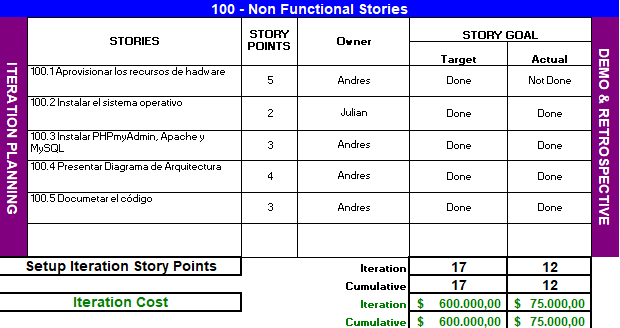 100 - Non Functional Stories
ITERATION PLANNING
STORIES
STORY
POINTS
Owner
STORY GOAL
Target
Actual
DEMO & RETROSPECTIVE
100.1 Aprovisionar los recursos de hadware
5
Andres
Done
Not Done
100.2 Instalar el sistema operativo
2
Julian
Done
Done
100.3 Instalar PHPmyAdmin, Apache y
MySQL
3
Andres
Done
Done
100.4 Presentar Diagrama de Arquitectura
4
Andres
Done
Done
100.5 Documetar el código
3
Andres
Done
Done
Setup Iteration Story Points
Iteration
17
12
Cumulative
17
12
Iteration Cost
Iteration
$ 600.000,00
$ 75.000,00
Cumulative
$ 600.000,00
$ 75.000,00